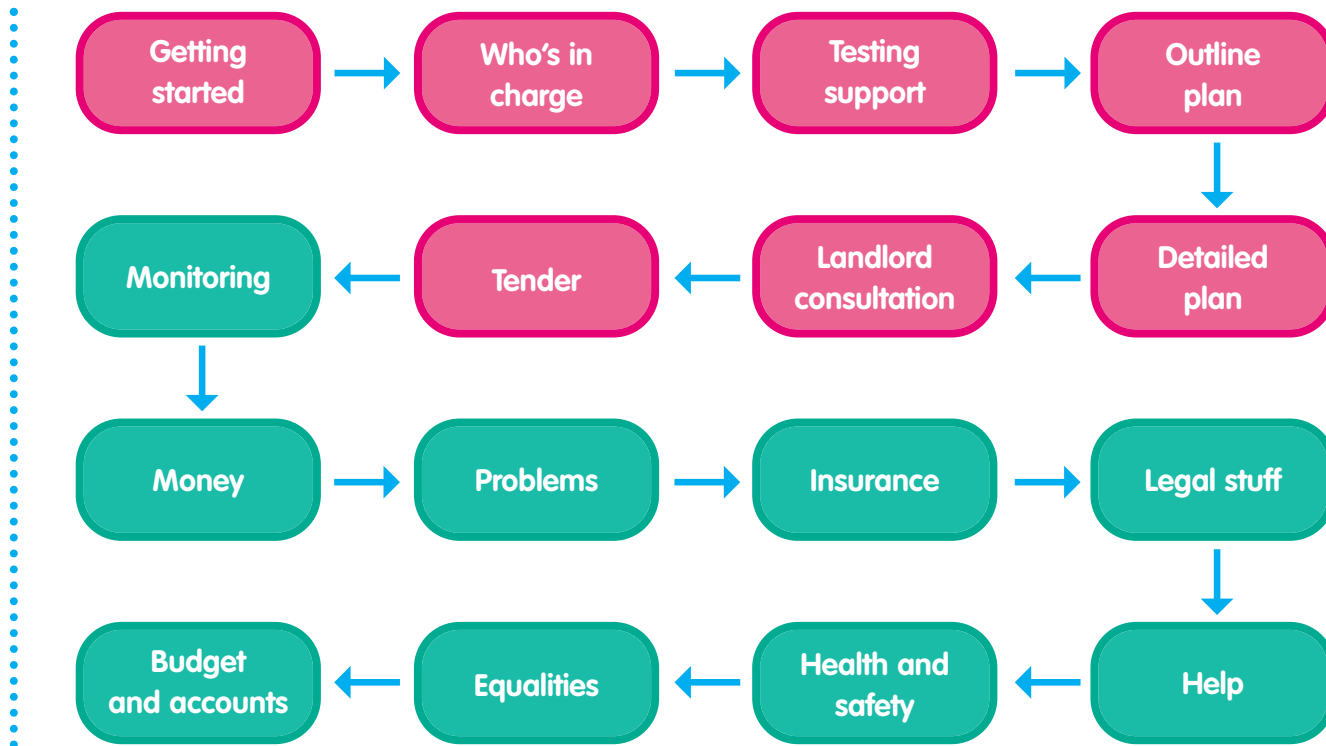 Getting
started
Who's in
charge
Testing
support
Outline
plan
Detailed
plan
Landlord
consultation
Tender
Monitoring
Money
Problems
Insurance
Legal stuff
Help
Health and
safety
Equalities
Budget
and accounts